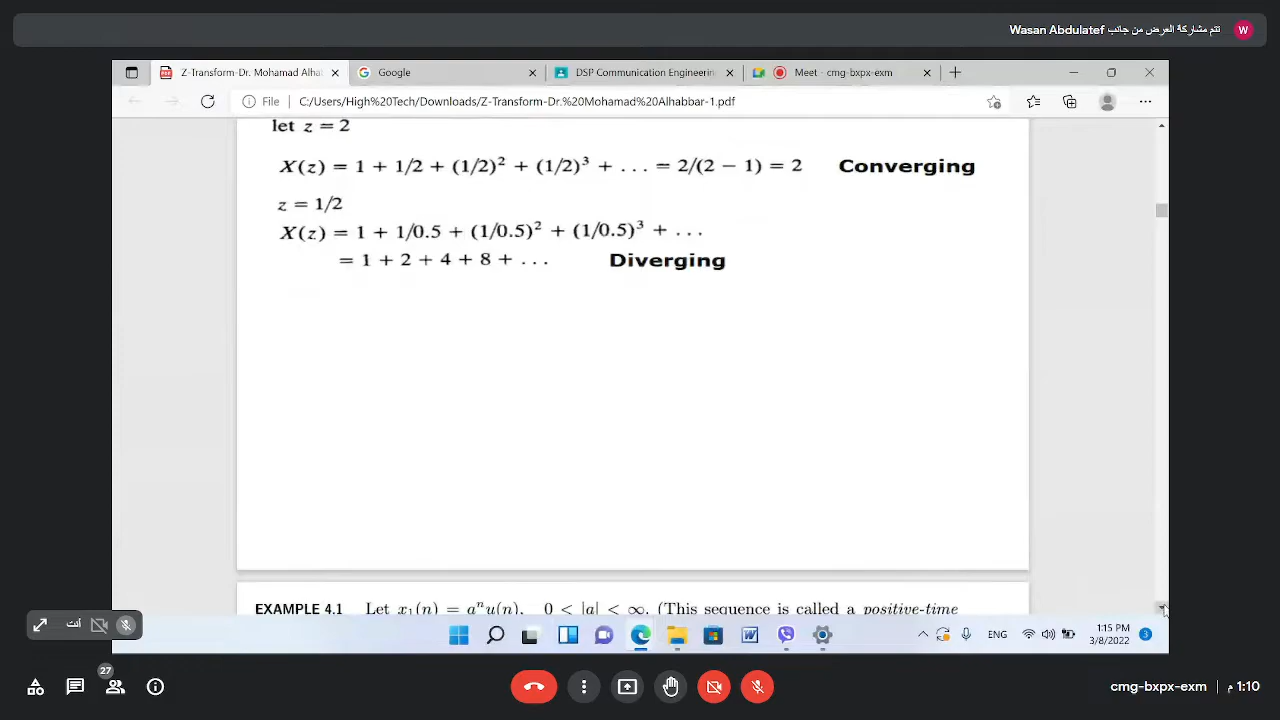 تتم مشاركة العرض من جانب Wasan Abdulatef
W
Z-Transform-Dr. Mohamad Alhab
Google
DSP Communication Engineerin
Meet - cmg-bxpx-exm
File
C:/Users/High%20Tech/Downloads/Z-Transform-Dr.%20Mohamad%20Alhabbar-1.pdf
let z = 2
X(z) = 1 + 1/2 + (1/2)² + (1/2)³ + . . . = 2/(2 − 1) = 2 Converging
z = 1/2
X(z) = 1 + 1/0.5 + (1/0.5)² + (1/0.5)³ + . . .
= 1 + 2 + 4 + 8 + . . . Diverging
EXAMPLE 4.1 Let x₁(n) = aⁿu(n), 0 < |a| < ∞. (This sequence is called a positive-time
أنت
ENG
1:15 PM
3/8/2022
3
27
cmg-bxpx-exm
1:10 م